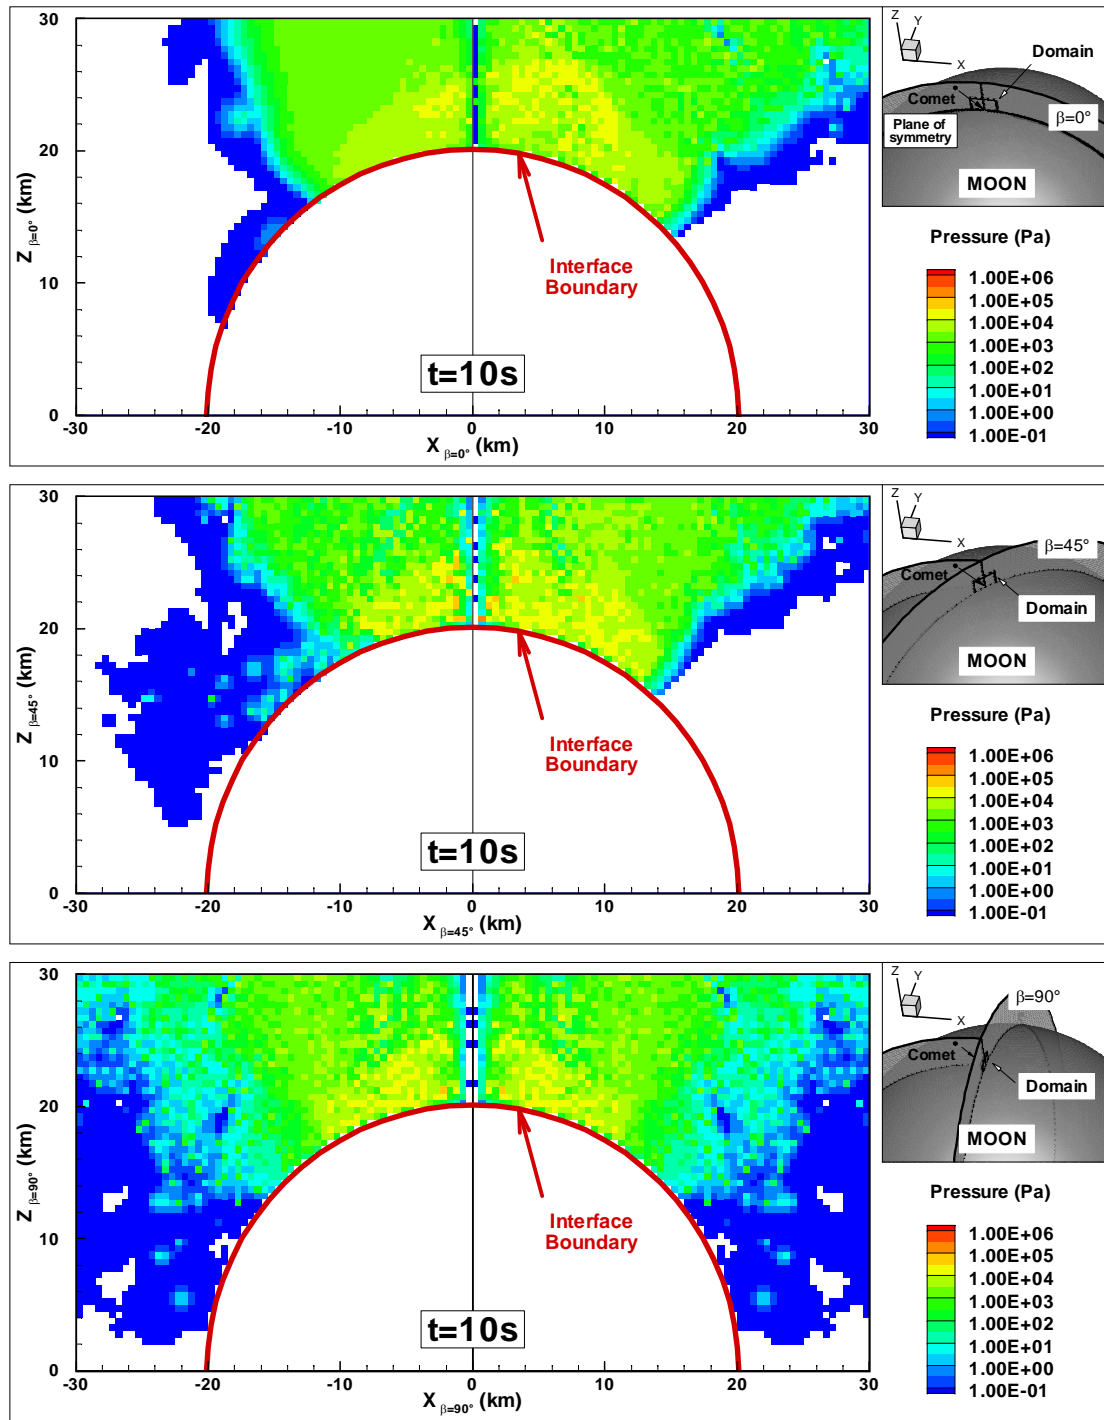 30
20
10
0
Z β=0° (km)
-30 -20 -10 0 10 20 30
X β=0° (km)
Interface
Boundary
t=10s
Z
Y
X
Domain
Comet
β=0°
Plane of
symmetry
MOON
Pressure (Pa)
1.00E+06
1.00E+05
1.00E+04
1.00E+03
1.00E+02
1.00E+01
1.00E+00
1.00E-01
30
20
10
0
Z β=45° (km)
-30 -20 -10 0 10 20 30
X β=45° (km)
Interface
Boundary
t=10s
Z
Y
X
β=45°
Comet
Domain
MOON
Pressure (Pa)
1.00E+06
1.00E+05
1.00E+04
1.00E+03
1.00E+02
1.00E+01
1.00E+00
1.00E-01
30
20
10
0
Z β=90° (km)
-30 -20 -10 0 10 20 30
X β=90° (km)
Interface
Boundary
t=10s
Z
Y
X
β=90°
Comet
Domain
MOON
Pressure (Pa)
1.00E+06
1.00E+05
1.00E+04
1.00E+03
1.00E+02
1.00E+01
1.00E+00
1.00E-01